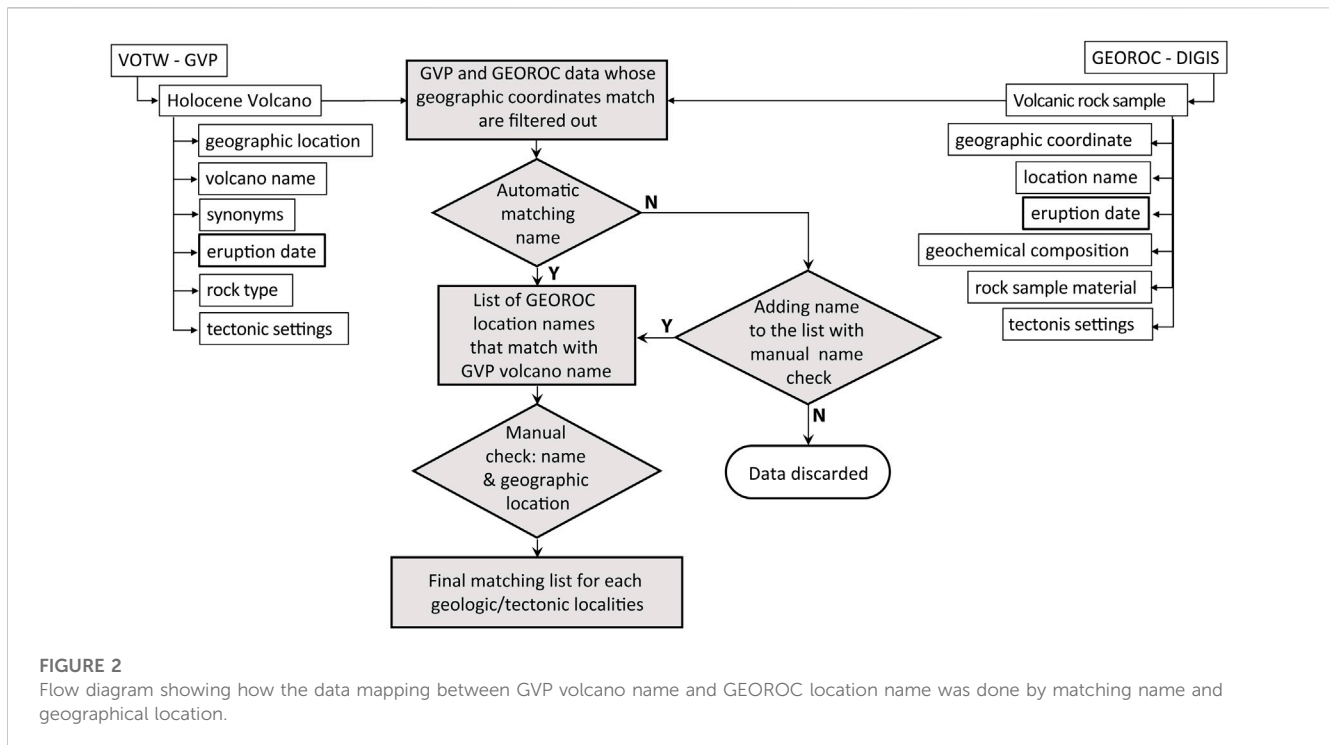 VOTW - GVP
Holocene Volcano
geographic location
volcano name
synonyms
eruption date
rock type
tectonic settings
GVP and GEOROC data whose
geographic coordinates match
are filtered out
Automatic
matching
name
N
Y
List of GEOROC
location names
that match with
GVP volcano name
Y
Adding name
to the list with
manual name
check
N
Data discarded
Manual
check: name
& geographic
location
Final matching list for each
geologic/tectonic localities
GEOROC - DIGIS
Volcanic rock sample
geographic coordinate
location name
eruption date
geochemical composition
rock sample material
tectonis settings
FIGURE 2
Flow diagram showing how the data mapping between GVP volcano name and GEOROC location name was done by matching name and
geographical location.